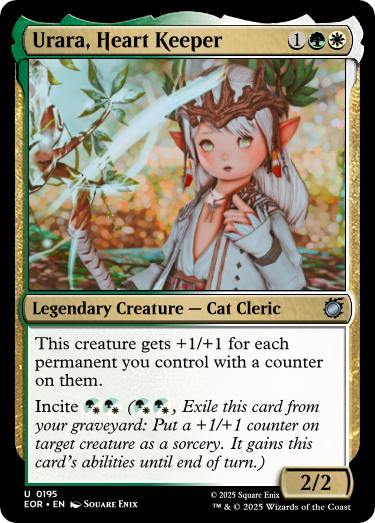 Urara, Heart Keeper 1
Legendary Creature — Cat Cleric
This creature gets +1/+1 for each
permanent you control with a counter
on them.
Incite (, Exile this card from
your graveyard: Put a +1/+1 counter on
target creature as a sorcery. It gains this
card's abilities until end of turn.)
2/2
U 0195
EOR • EN SQUARE ENIX
© 2025 Square Enix
™ & © 2025 Wizards of the Coast